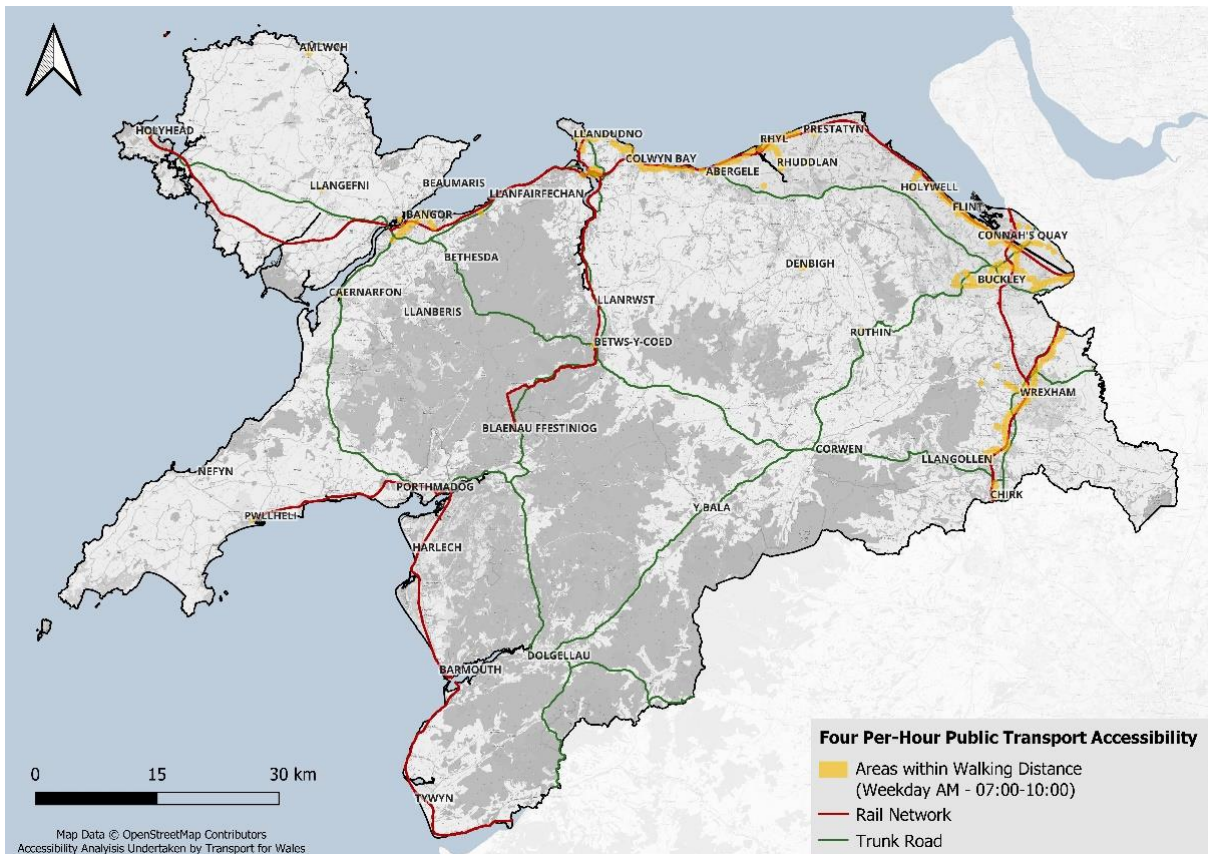 AMLWCH
HOLYHEAD
LLANDUDNO
RHYL
PRESTATYN
COLWYN BAY
RHUDDLAN
ABERGELE
LLANGEFNI
BEAUMARIS
LLANFAIRFECHAN
HOLYWELL
FLINT
BANGOR
CONNAH'S QUAY
BETHESDA
DENBIGH
BUCKLEY
CAERNARFON
LLANRWST
LLANBERIS
RUTHIN
BETWS-Y-COED
WREXHAM
BLAENAU FFESTINIOG
CORWEN
LLANGOLLEN
NEFYN
PORTHMADOG
CHIRK
PWLLHELI
Y BALA
HARLECH
DOLGELLAU
BARMOUTH
TYWYN
Four Per-Hour Public Transport Accessibility
Areas within Walking Distance
(Weekday AM - 07:00-10:00)
Rail Network
Trunk Road
0 15 30 km
Map Data © OpenStreetMap Contributors
Accessibility Analyisis Undertaken by Transport for Wales